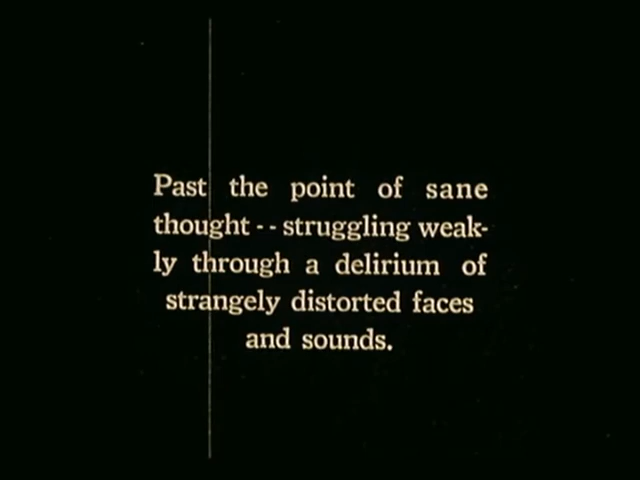 Past the point of sane
thought -- struggling weak-
ly through a delirium of
strangely distorted faces
and sounds.